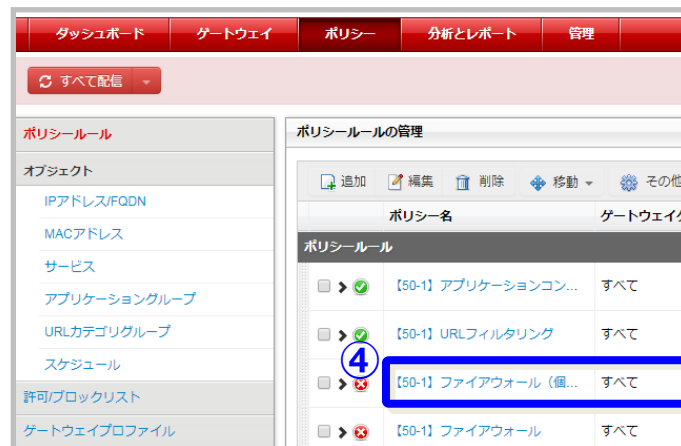 ダッシュボード ゲートウェイ ポリシー 分析とレポート 管理
すべて配信
ポリシールール
オブジェクト
IPアドレス/FQDN
MACアドレス
サービス
アプリケーショングループ
URLカテゴリグループ
スケジュール
許可/ブロックリスト
ゲートウェイプロファイル
ポリシールールの管理
追加 編集 削除 移動 その他
ポリシー名 ゲートウェイ
ポリシールール
【50-1】アプリケーションコン... すべて
【50-1】URLフィルタリング すべて
④
【50-1】ファイアウォール（個... すべて
【50-1】ファイアウォール すべて